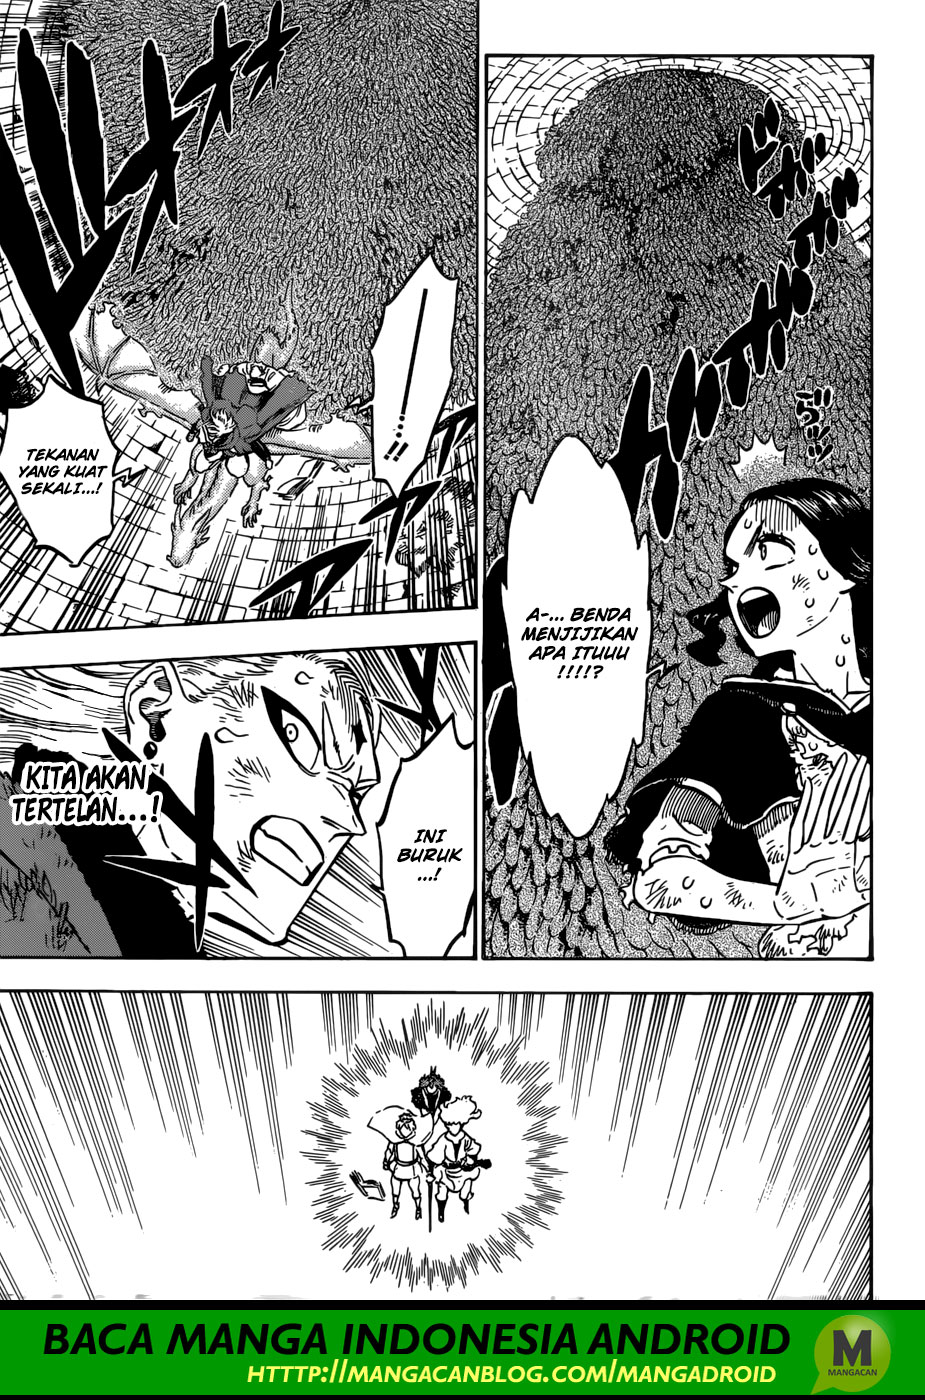 A-... BENDA
MENJIJIKAN
APA ITUUU
!!!!?
.......!!
TEKANAN
YANG KUAT
SEKALI...!
INI
BURUK
...!
KITA AKAN
TERTELAN...!
BACA MANGA INDONESIA ANDROID
HTTTP://MANGACANBLOG.COM/MANGADROID
M
MANGACAN